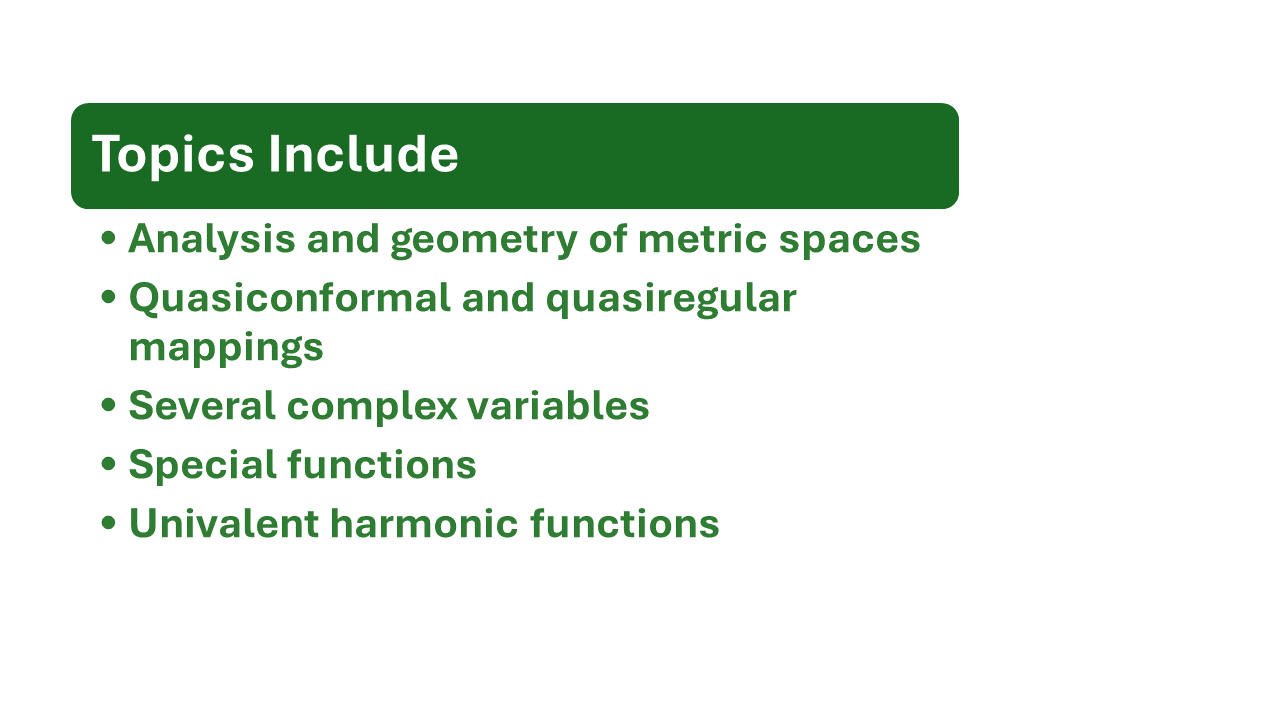 Topics Include
• Analysis and geometry of metric spaces
• Quasiconformal and quasiregular
mappings
• Several complex variables
• Special functions
• Univalent harmonic functions